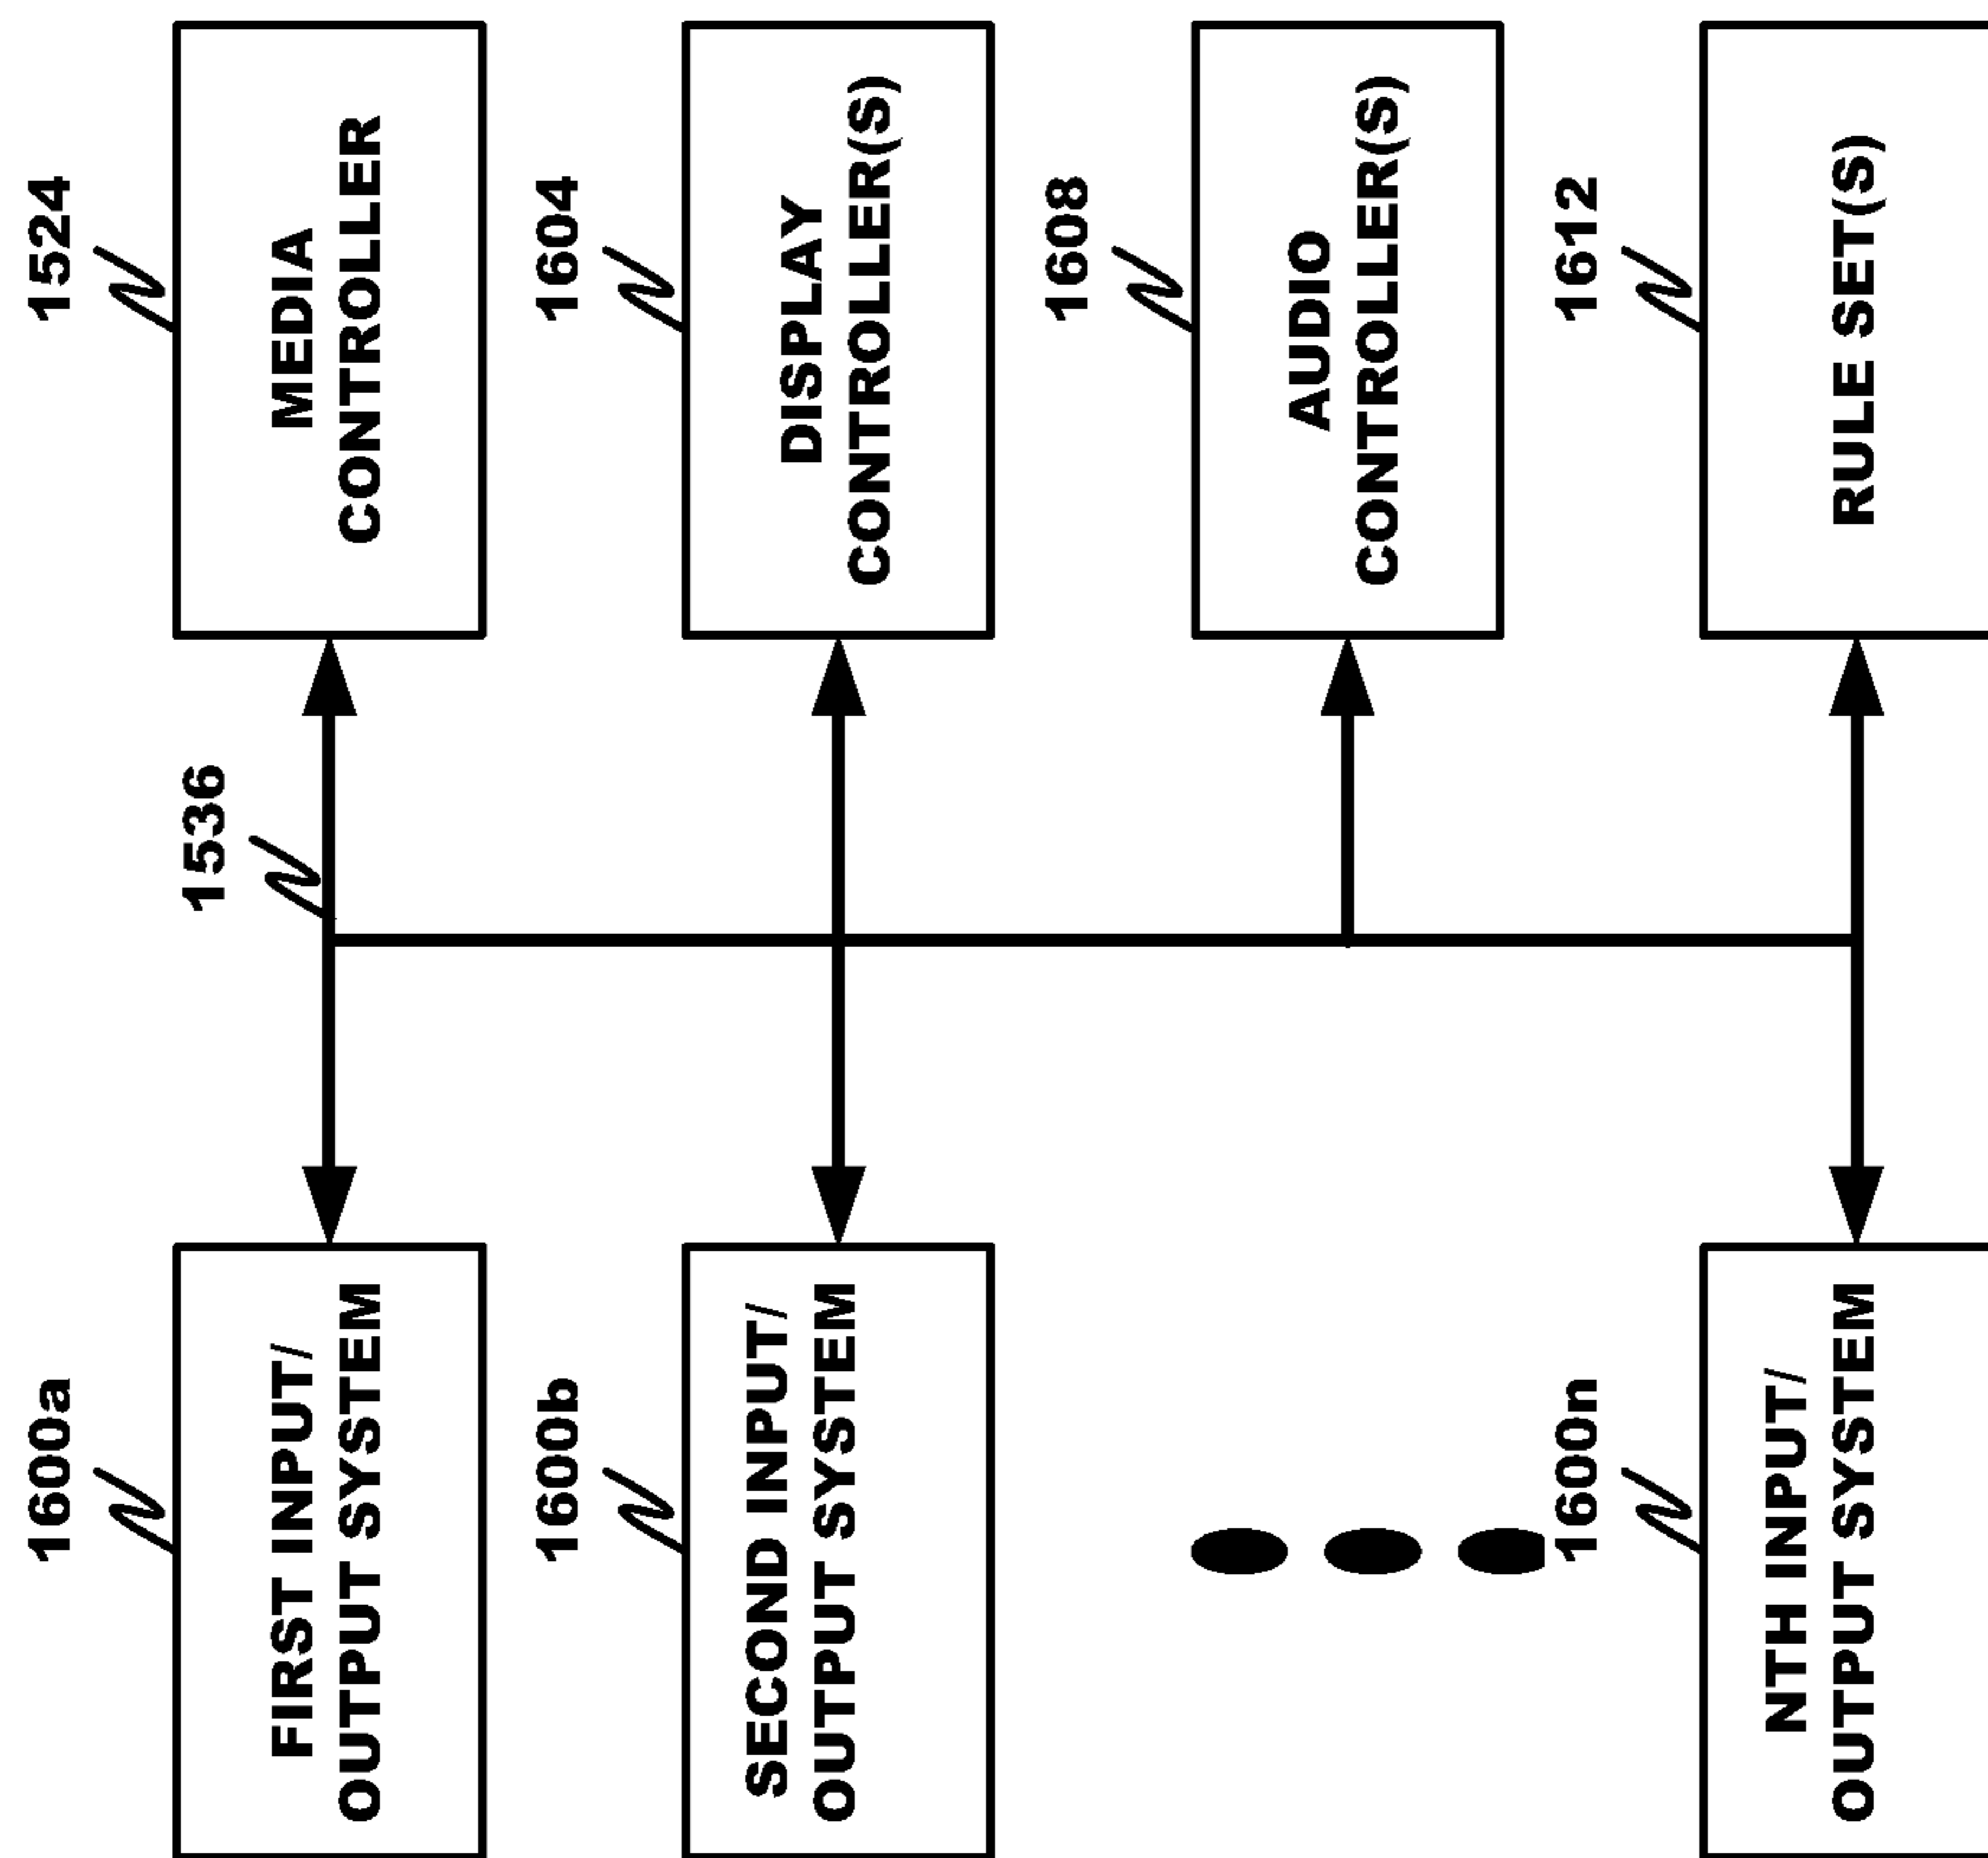 1600a
FIRST INPUT/
OUTPUT SYSTEM
1536
1524
MEDIA
CONTROLLER
1600b
SECOND INPUT/
OUTPUT SYSTEM
1604
DISPLAY
CONTROLLER(S)
1608
AUDIO
CONTROLLER(S)
1600n
NTH INPUT/
OUTPUT SYSTEM
1612
RULE SET(S)